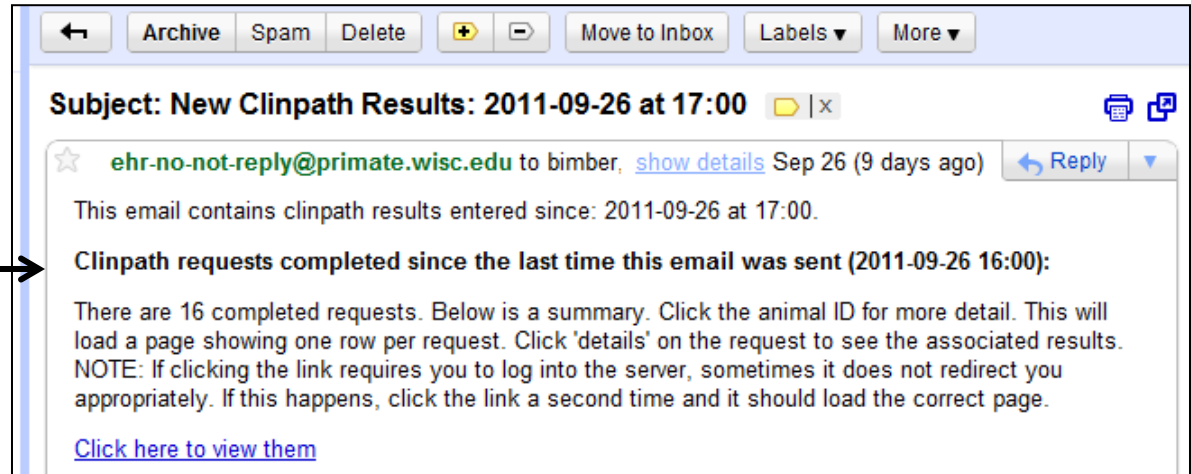 Archive Spam Delete Move to Inbox Labels ▼ More ▼
Subject: New Clinpath Results: 2011-09-26 at 17:00 | x
ehr-no-not-reply@primate.wisc.edu to bimber, show details Sep 26 (9 days ago) Reply ▼
This email contains clinpath results entered since: 2011-09-26 at 17:00.
Clinpath requests completed since the last time this email was sent (2011-09-26 16:00):
There are 16 completed requests. Below is a summary. Click the animal ID for more detail. This will
load a page showing one row per request. Click 'details' on the request to see the associated results.
NOTE: If clicking the link requires you to log into the server, sometimes it does not redirect you
appropriately. If this happens, click the link a second time and it should load the correct page.
Click here to view them